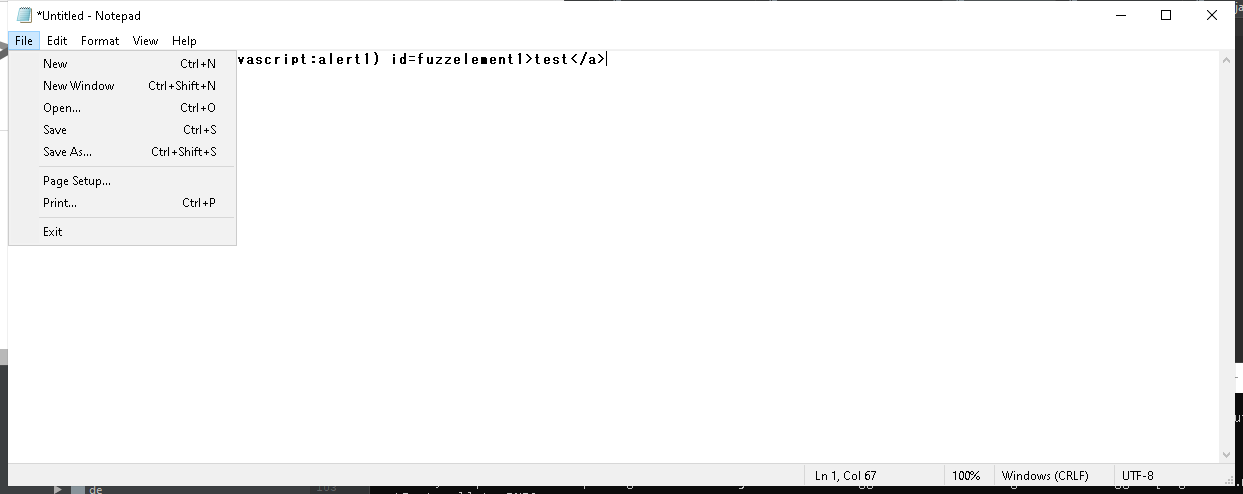 *Untitled - Notepad
File Edit Format View Help
vascript:alert1) id=fuzzelement1>test</a>
New Ctrl+N
New Window Ctrl+Shift+N
Open... Ctrl+O
Save Ctrl+S
Save As... Ctrl+Shift+S
Page Setup...
Print... Ctrl+P
Exit
Ln 1, Col 67 100% Windows (CRLF) UTF-8
de
103